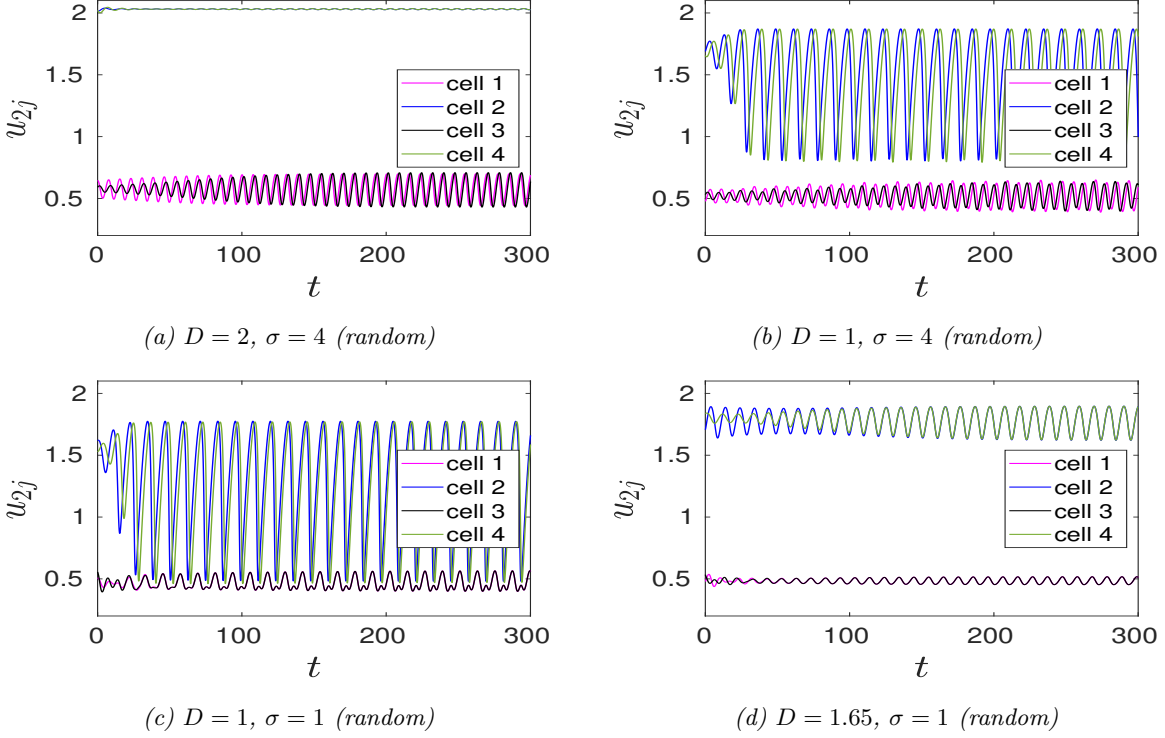 2
1.5
1
0.5
u₂ⱼ
cell 1
cell 2
cell 3
cell 4
0 100 200 300
t
(a) D = 2, σ = 4 (random)
2
1.5
1
0.5
u₂ⱼ
cell 1
cell 2
cell 3
cell 4
0 100 200 300
t
(b) D = 1, σ = 4 (random)
2
1.5
1
0.5
u₂ⱼ
cell 1
cell 2
cell 3
cell 4
0 100 200 300
t
(c) D = 1, σ = 1 (random)
2
1.5
1
0.5
u₂ⱼ
cell 1
cell 2
cell 3
cell 4
0 100 200 300
t
(d) D = 1.65, σ = 1 (random)